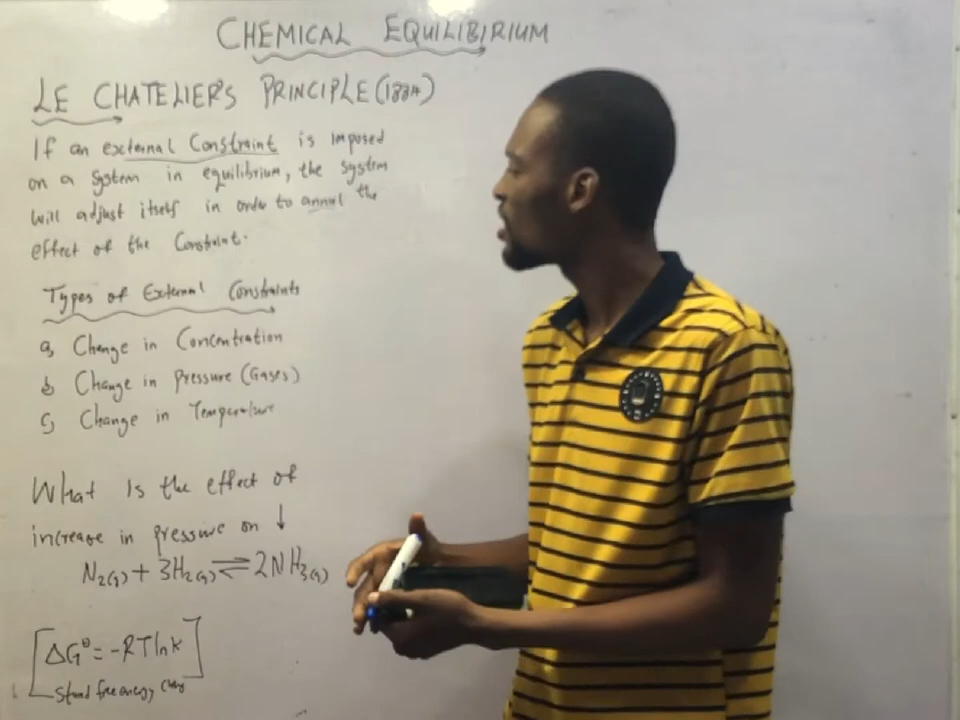 CHEMICAL EQUILIBIRIUM
LE CHATELIER'S PRINCIPLE (1884)
If an external Constraint is imposed
on a system in equilibrium, the system
will adjust itself in order to annul the
effect of the Constraint.
Types of External Constraints
a, Change in Concentration
b, Change in Pressure (Gases)
c, Change in Temperature
What Is the effect of
increase in pressure on ↓
N₂(g) + 3H₂(g) ⇌ 2NH₃(g)
[ΔG° = -RTlnK]
free energy